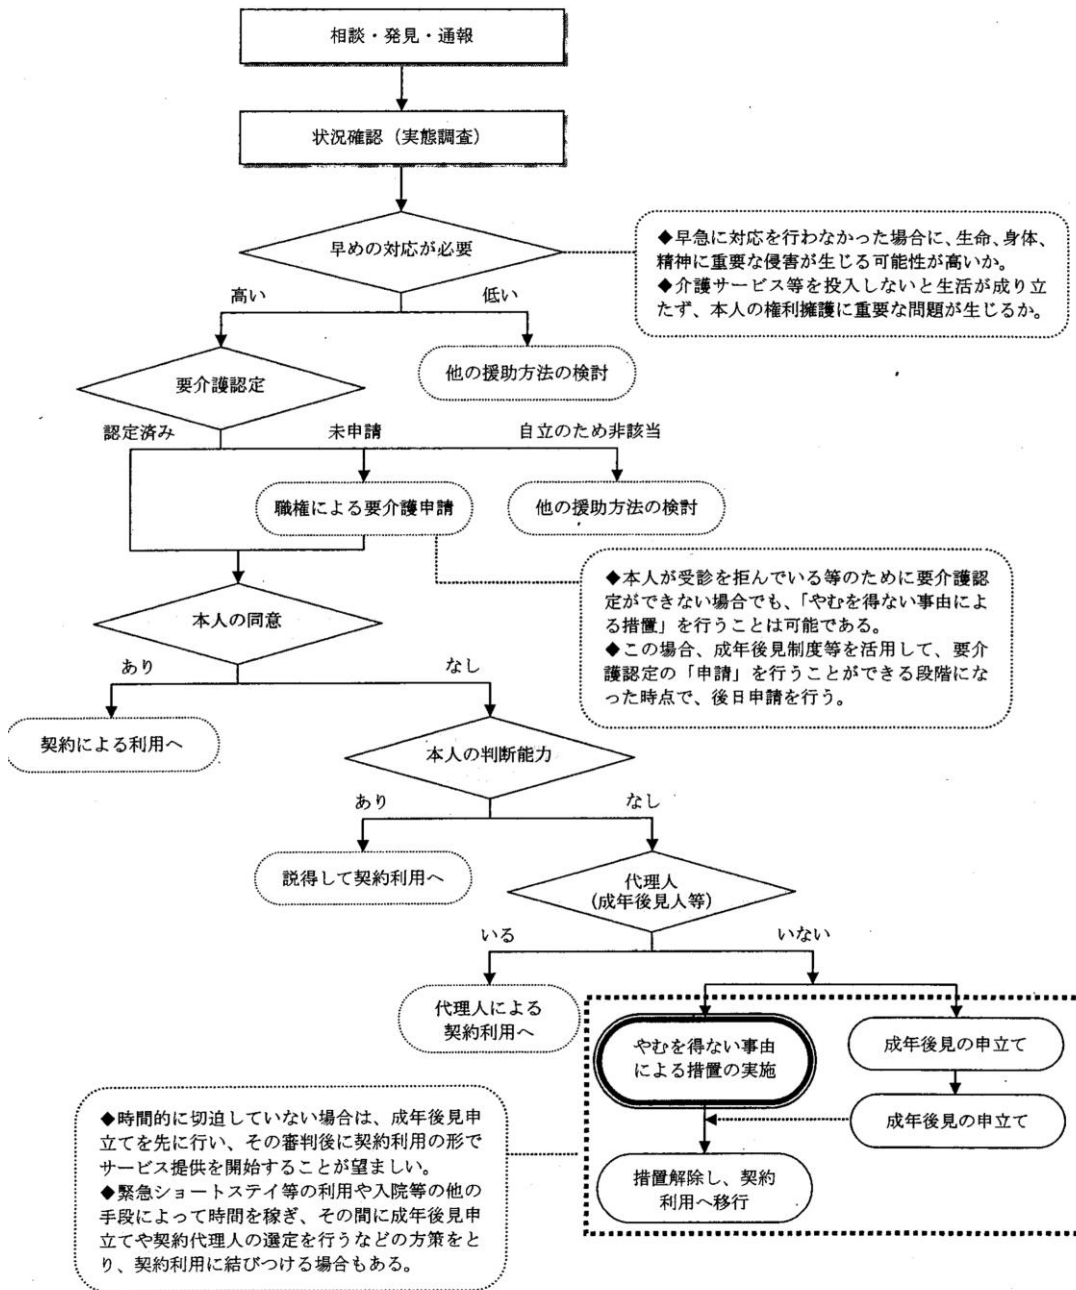 相談・発見・通報
状況確認（実態調査）
早めの対応が必要
◆早急に対応を行わなかった場合に、生命、身体、
精神に重要な侵害が生じる可能性が高いか。
◆介護サービス等を投入しないと生活が成り立
たず、本人の権利擁護に重要な問題が生じるか。
高い
低い
要介護認定
他の援助方法の検討
認定済み
未申請
自立のため非該当
職権による要介護申請
他の援助方法の検討
◆本人が受診を拒んでいる等のために要介護認
定ができない場合でも、「やむを得ない事由によ
る措置」を行うことは可能である。
◆この場合、成年後見制度等を活用して、要介
護認定の「申請」を行うことができる段階にな
った時点で、後日申請を行う。
本人の同意
あり
なし
契約による利用へ
本人の判断能力
あり
なし
説得して契約利用へ
代理人
(成年後見人等)
いる
いない
代理人による
契約利用へ
やむを得ない事由
による措置の実施
成年後見の申立て
成年後見の申立て
措置解除し、契約
利用へ移行
◆時間的に切迫していない場合は、成年後見申
立てを先に行い、その審判後に契約利用の形で
サービス提供を開始することが望ましい。
◆緊急ショートステイ等の利用や入院等の他の
手段によって時間を稼ぎ、その間に成年後見申
立てや契約代理人の選定を行うなどの方策をと
り、契約利用に結びつける場合もある。